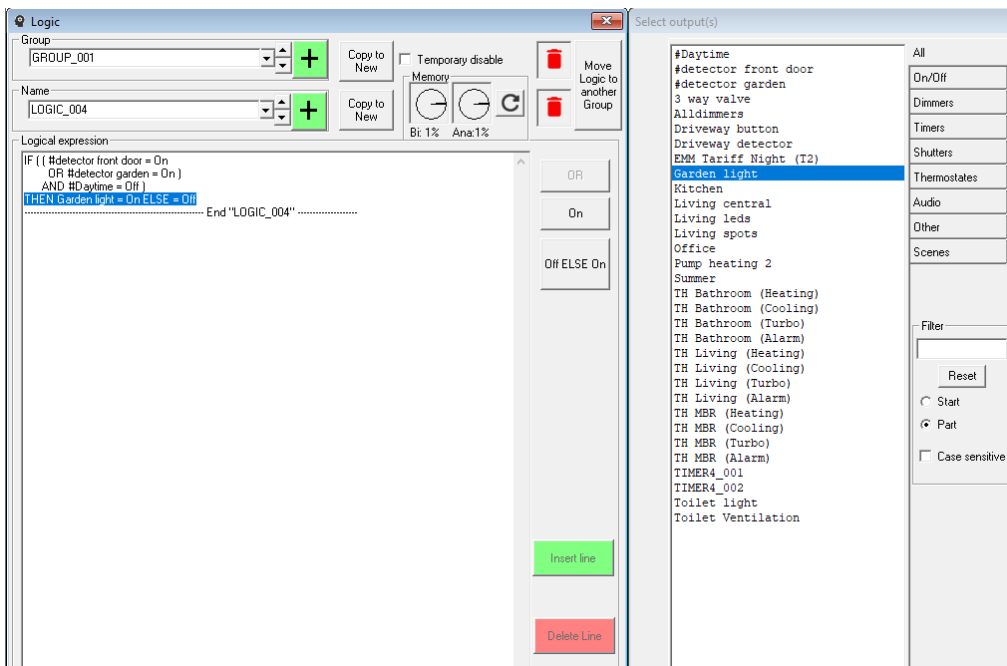 Logic
Group
GROUP_001
+
Copy to
New
Temporary disable
Memory
Bi: 1%
Ana:1%
Move
Logic to
another
Group
Name
LOGIC_004
+
Copy to
New
Logical expression
IF ( ( #detector front door = On
OR #detector garden = On )
AND #Daytime = Off )
THEN Garden light = On ELSE = Off
------------------------------------------------------------ End "LOGIC_004" --------------------
OR
On
Off ELSE On
Insert line
Delete Line
Select output(s)
#Daytime
#detector front door
#detector garden
3 way valve
Alldimmers
Driveway button
Driveway detector
EMM Tariff Night (T2)
Garden light
Kitchen
Living central
Living leds
Living spots
Office
Pump heating 2
Summer
TH Bathroom (Heating)
TH Bathroom (Cooling)
TH Bathroom (Turbo)
TH Bathroom (Alarm)
TH Living (Heating)
TH Living (Cooling)
TH Living (Turbo)
TH Living (Alarm)
TH MBR (Heating)
TH MBR (Cooling)
TH MBR (Turbo)
TH MBR (Alarm)
TIMER4_001
TIMER4_002
Toilet light
Toilet Ventilation
All
On/Off
Dimmers
Timers
Shutters
Thermostates
Audio
Other
Scenes
Filter
Reset
Start
Part
Case sensitive